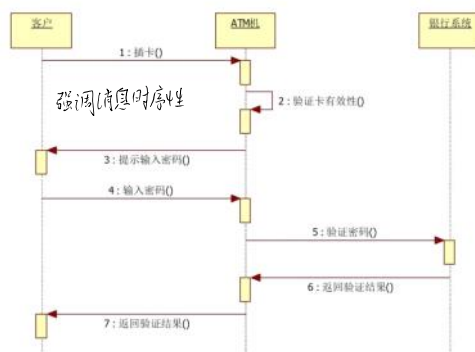 客户 ATM机 银行系统
1 : 插卡()
2 : 验证卡有效性()
强调消息时序性
3 : 提示输入密码()
4 : 输入密码()
5 : 验证密码()
6 : 返回验证结果()
7 : 返回验证结果()